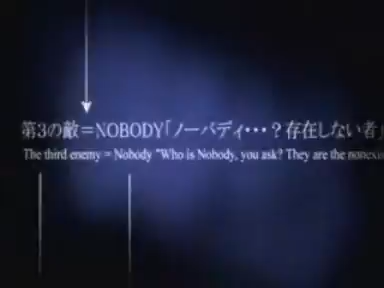 第3の敵=NOBODY「ノーバディ・・・?存在しない者
The third enemy = Nobody "Who is Nobody, you ask? They are the nonexis